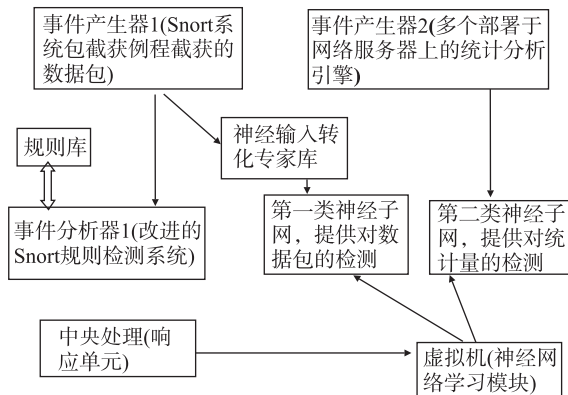 事件产生器1(Snort系
统包截获例程截获的
数据包)
事件产生器2(多个部署于
网络服务器上的统计分析
引擎)
规则库
神经输入转
化专家库
事件分析器1(改进的
Snort规则检测系统)
第一类神经子
网，提供对数
据包的检测
第二类神经子
网，提供对统
计量的检测
中央处理(响
应单元)
虚拟机(神经网
络学习模块)